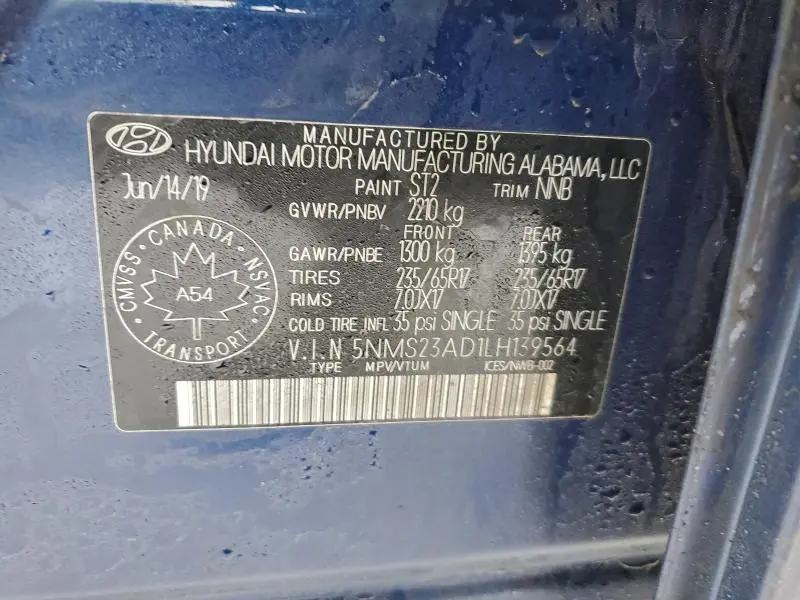 MANUFACTURED BY
HYUNDAI MOTOR MANUFACTURING ALABAMA, LLC
Jun/14/19
PAINT ST2 TRIM NNB
GVWR/PNBV 2210 kg
FRONT REAR
GAWR/PNBE 1300 kg 1395 kg
TIRES 235/65R17 235/65R17
RIMS 7.0JX17 7.0JX17
COLD TIRE INFL 35 psi SINGLE 35 psi SINGLE
V.I.N 5NMS23AD1LH139564
TYPE MPV/VTUM ICES/NWB-002
CMVSS • CANADA • NSVAC • TRANSPORT •
A54